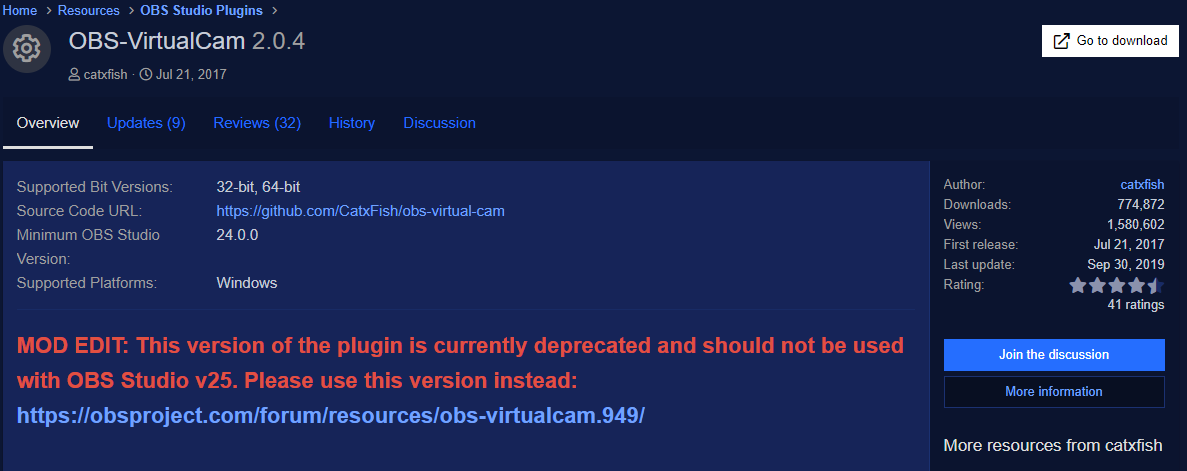 Home > Resources > OBS Studio Plugins >
OBS-VirtualCam 2.0.4
Go to download
catxfish · Jul 21, 2017
Overview Updates (9) Reviews (32) History Discussion
Supported Bit Versions: 32-bit, 64-bit
Source Code URL: https://github.com/CatxFish/obs-virtual-cam
Minimum OBS Studio 24.0.0
Version:
Supported Platforms: Windows
MOD EDIT: This version of the plugin is currently deprecated and should not be used
with OBS Studio v25. Please use this version instead:
https://obsproject.com/forum/resources/obs-virtualcam.949/
Author: catxfish
Downloads: 774,872
Views: 1,580,602
First release: Jul 21, 2017
Last update: Sep 30, 2019
Rating:
41 ratings
Join the discussion
More information
More resources from catxfish